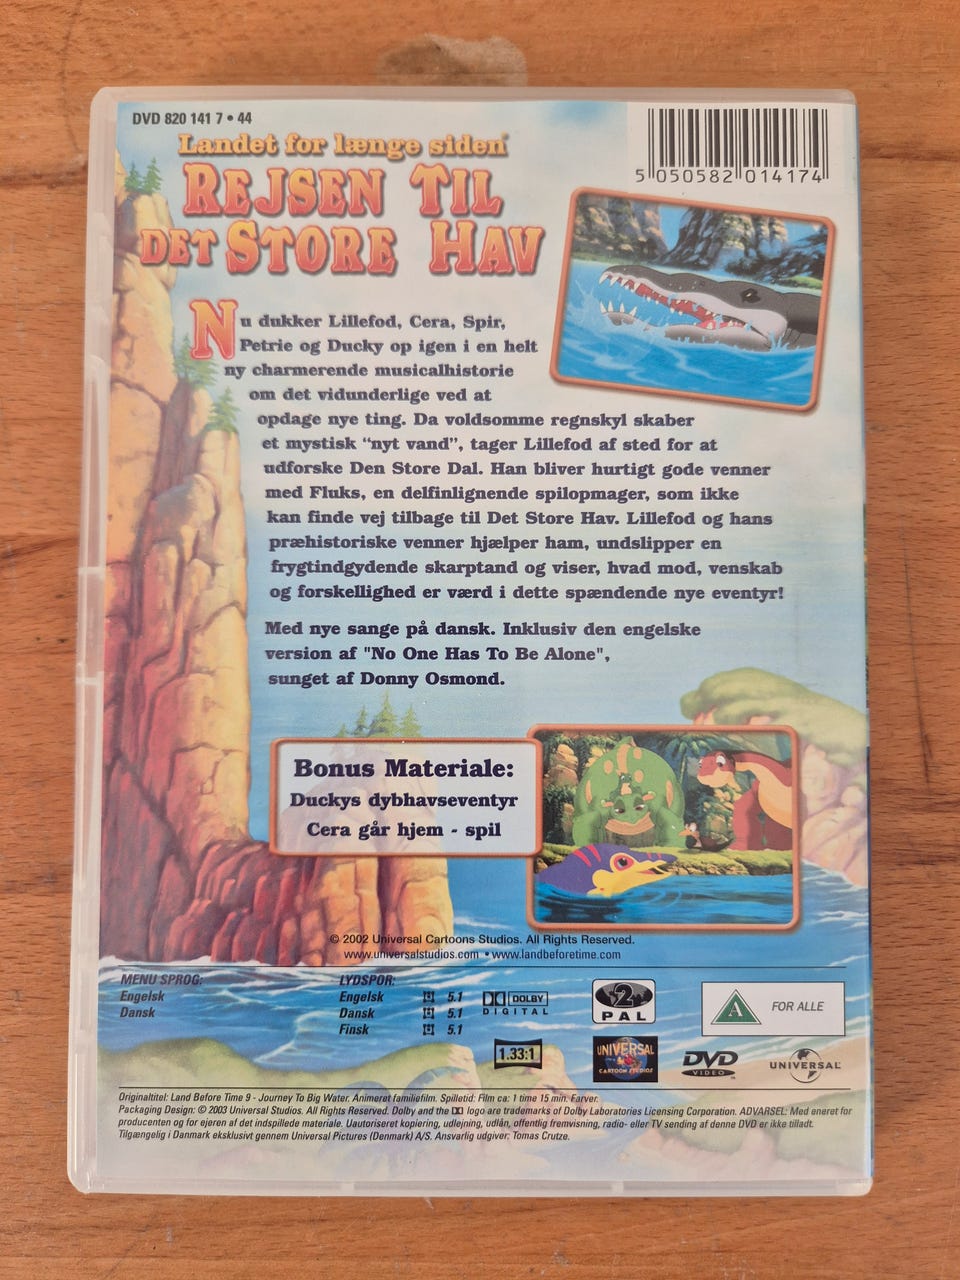 DVD 820 141 7 • 44
5 050582 014174
Landet for længe siden
REJSEN TIL
DET STORE HAV
Nu dukker Lillefod, Cera, Spir,
Petrie og Ducky op igen i en helt
ny charmerende musicalhistorie
om det vidunderlige ved at
opdage nye ting. Da voldsomme regnskyl skaber
et mystisk “nyt vand”, tager Lillefod af sted for at
udforske Den Store Dal. Han bliver hurtigt gode venner
med Fluks, en delfinlignende spilopmager, som ikke
kan finde vej tilbage til Det Store Hav. Lillefod og hans
præhistoriske venner hjælper ham, undslipper en
frygtindgydende skarptand og viser, hvad mod, venskab
og forskellighed er værd i dette spændende nye eventyr!
Med nye sange på dansk. Inklusiv den engelske
version af "No One Has To Be Alone",
sunget af Donny Osmond.
Bonus Materiale:
Duckys dybhavseventyr
Cera går hjem - spil
© 2002 Universal Cartoons Studios. All Rights Reserved.
www.universalstudios.com • www.landbeforetime.com
MENU SPROG:
Engelsk
Dansk
LYDSPOR:
Engelsk 5.1
Dansk 5.1
Finsk 5.1
DOLBY
DIGITAL
1.33:1
2
PAL
UNIVERSAL
CARTOON STUDIOS
A FOR ALLE
DVD
VIDEO
UNIVERSAL
Originaltitel: Land Before Time 9 - Journey To Big Water. Animeret familiefilm. Spilletid: Film ca: 1 time 15 min. Farver.
Packaging Design: © 2003 Universal Studios. All Rights Reserved. Dolby and the logo are trademarks of Dolby Laboratories Licensing Corporation. ADVARSEL: Med eneret for
producenten og for ejeren af det indspillede materiale. Uautoriseret kopiering, udlejning, udlån, offentlig fremvisning, radio- eller TV sending af denne DVD er ikke tilladt.
Tilgængelig i Danmark eksklusivt gennem Universal Pictures (Denmark) A/S. Ansvarlig udgiver: Tomas Crutze.